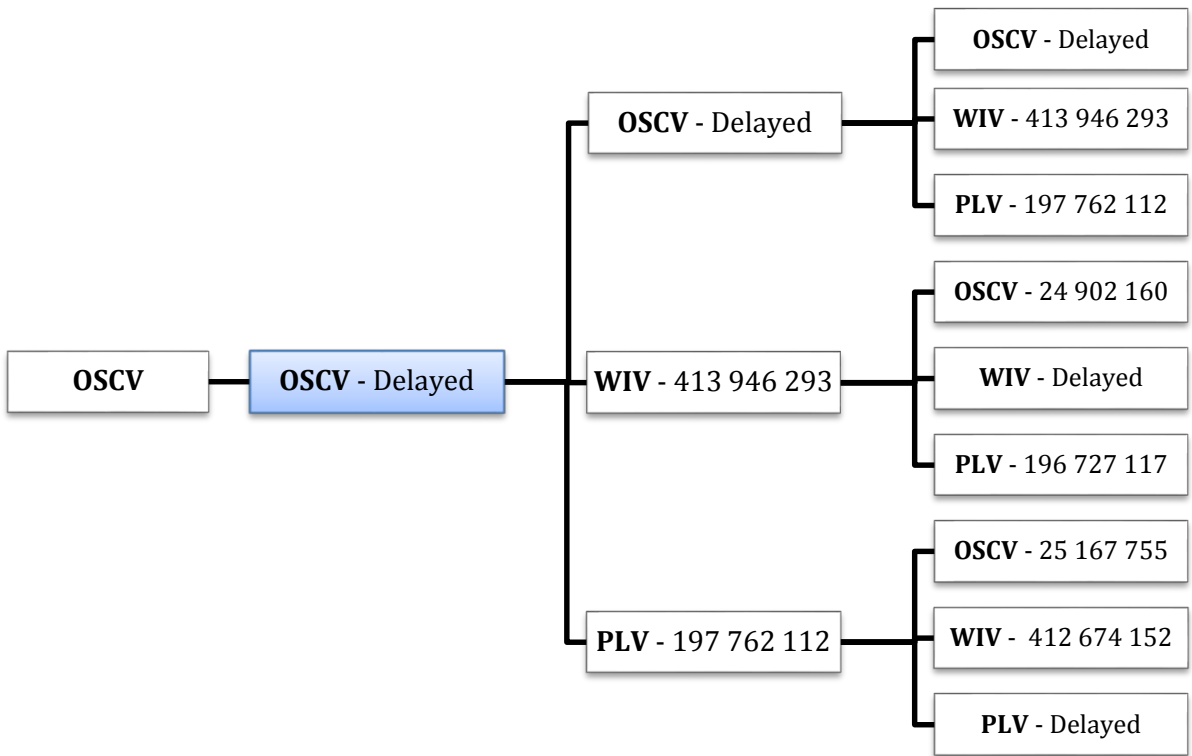 OSCV
OSCV - Delayed
OSCV - Delayed
WIV - 413 946 293
PLV - 197 762 112
OSCV - Delayed
WIV - 413 946 293
PLV - 197 762 112
OSCV - 24 902 160
WIV - Delayed
PLV - 196 727 117
OSCV - 25 167 755
WIV - 412 674 152
PLV - Delayed